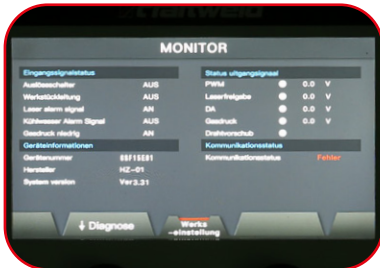 MONITOR
Eingangssignalstatus
Auslöseschalter AUS
Werkstückleitung AUS
Laser alarm signal AN
Kühlwasser Alarm Signal AUS
Gasdruck niedrig AN
Geräteinformationen
Gerätenummer
Hersteller HZ-01
System version Ver3.31
Status uitgangsignaal
PWM 0.0 V
Laserfreigabe 0.0 V
DA 0.0 V
Gasdruck 0.0 V
Drahtvorschub
Kommunikationsstatus
Kommunikationsstatus Fehler
↓ Diagnose
Werks
-einstellung